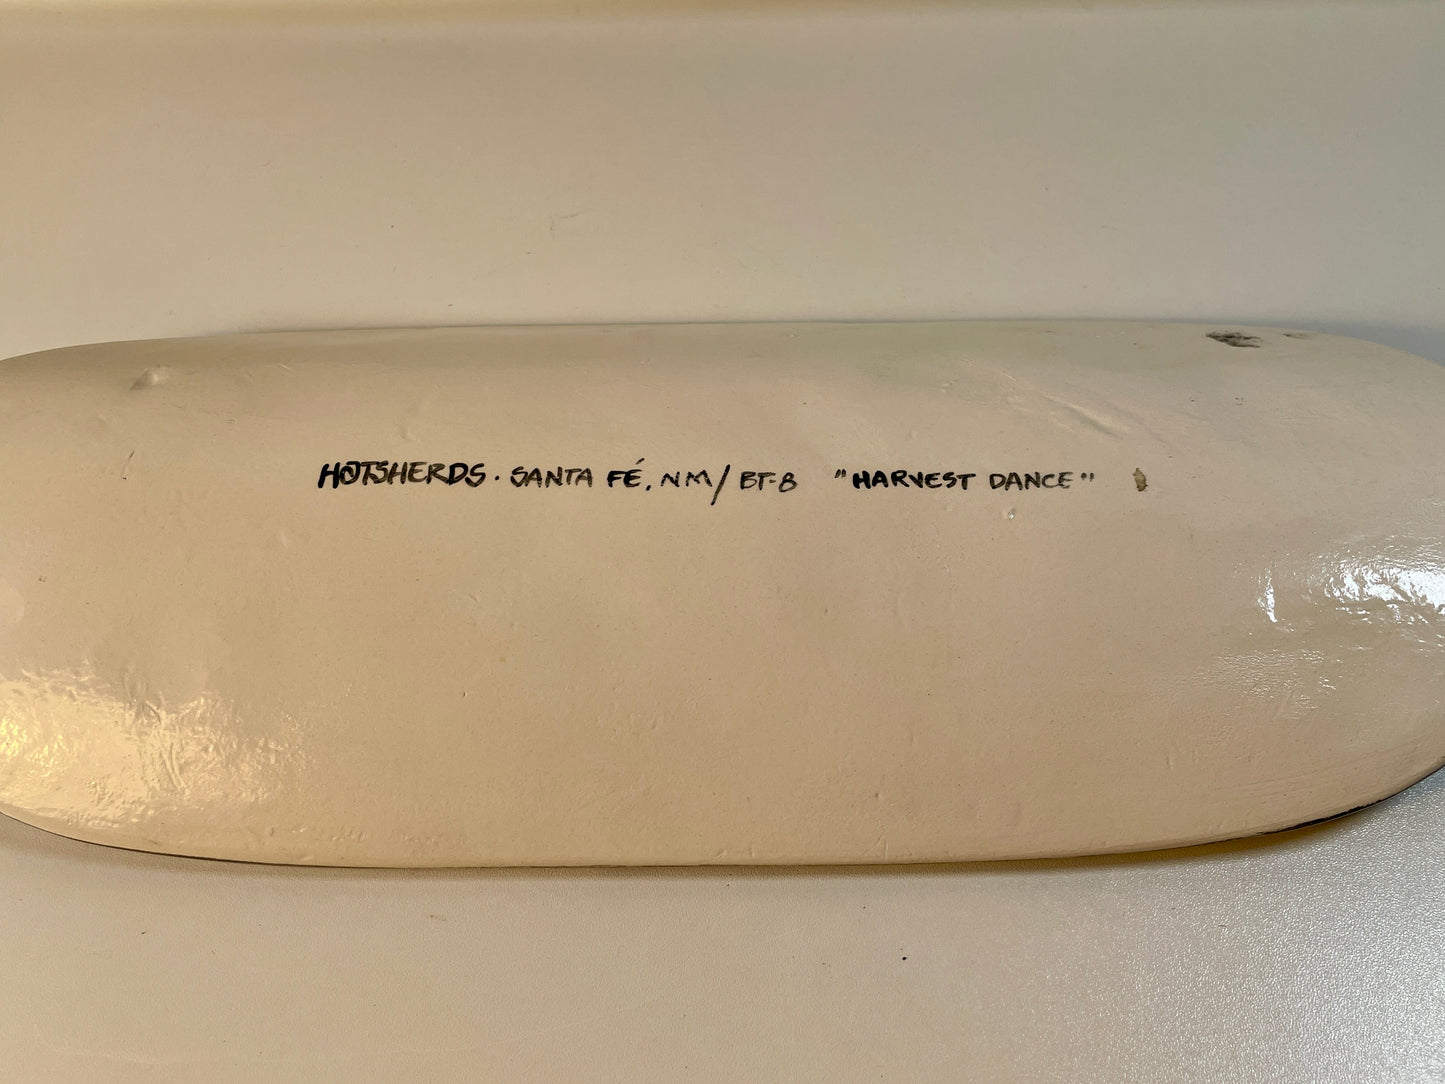 HOTSHERDS. SANTA FÉ, NM/ BT-8 "HARVEST DANCE"